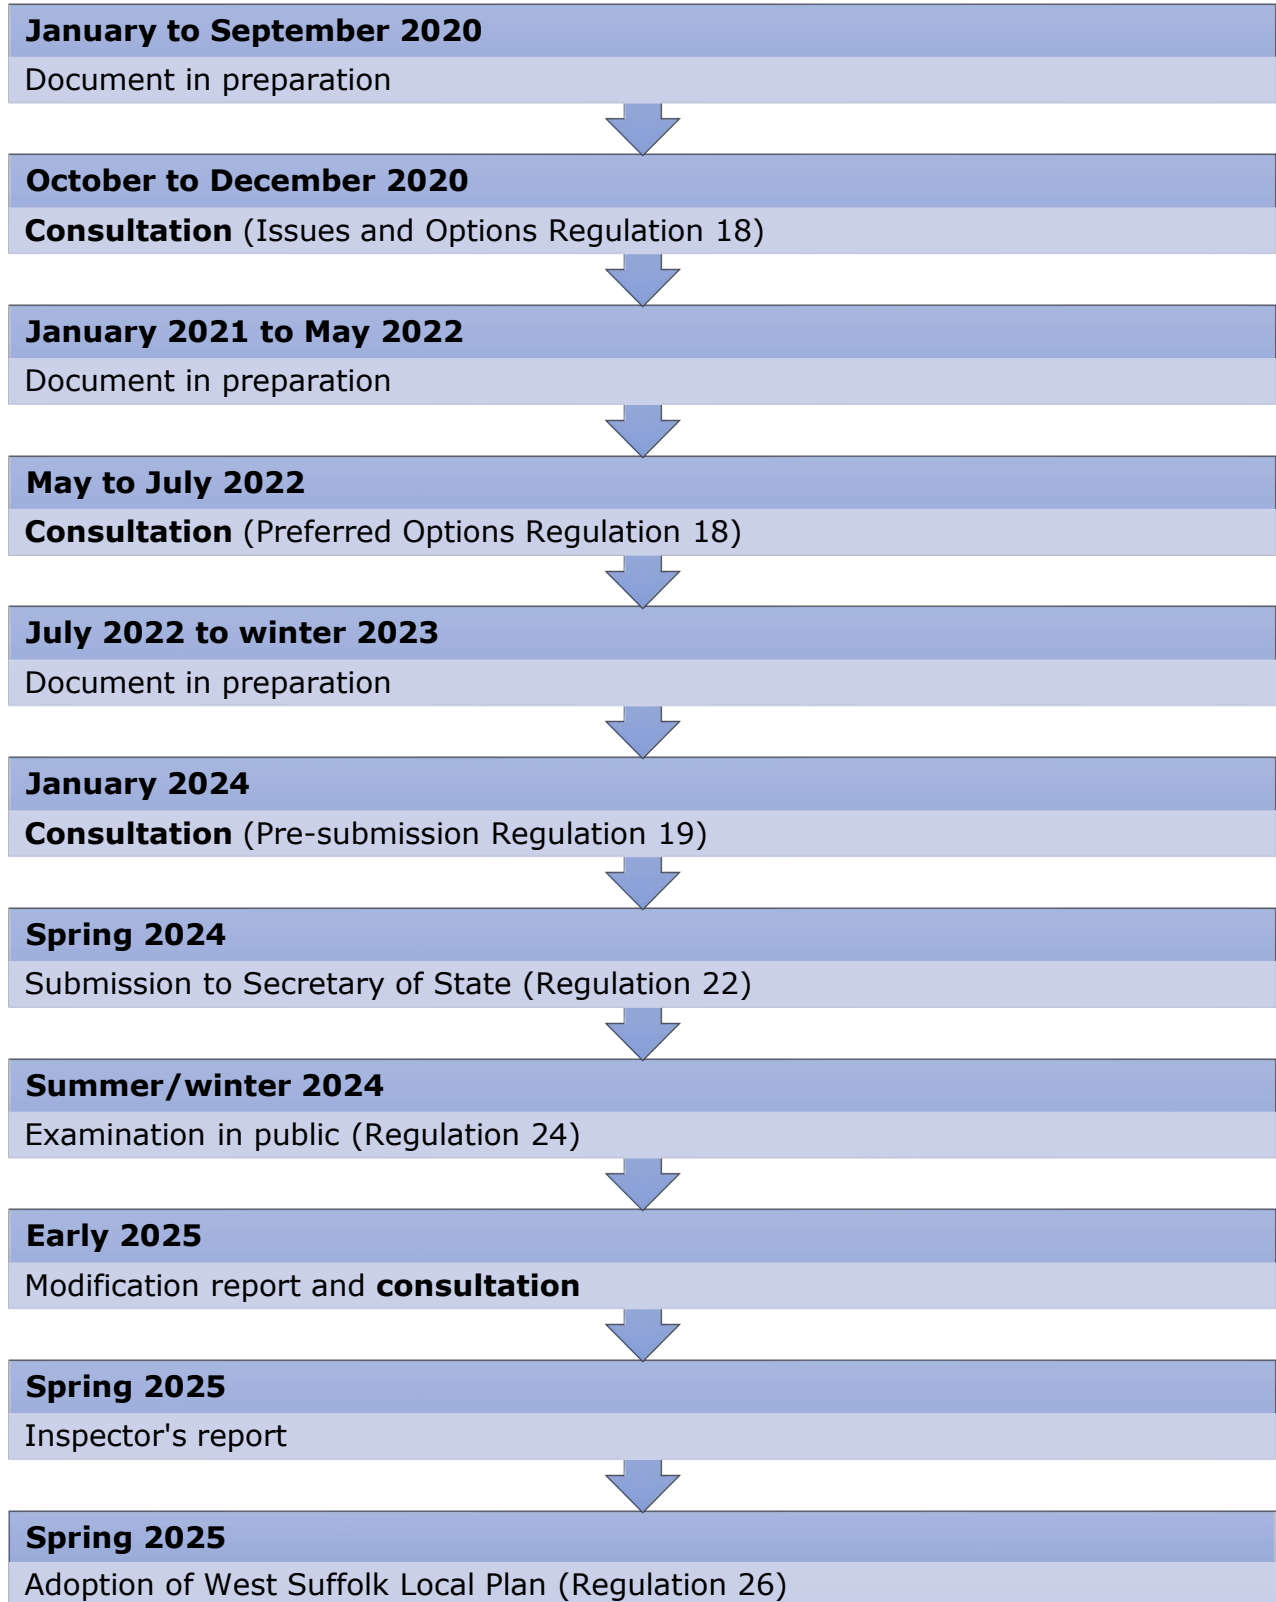 January to September 2020
Document in preparation
October to December 2020
Consultation (Issues and Options Regulation 18)
January 2021 to May 2022
Document in preparation
May to July 2022
Consultation (Preferred Options Regulation 18)
July 2022 to winter 2023
Document in preparation
January 2024
Consultation (Pre-submission Regulation 19)
Spring 2024
Submission to Secretary of State (Regulation 22)
Summer/winter 2024
Examination in public (Regulation 24)
Early 2025
Modification report and consultation
Spring 2025
Inspector's report
Spring 2025
Adoption of West Suffolk Local Plan (Regulation 26)